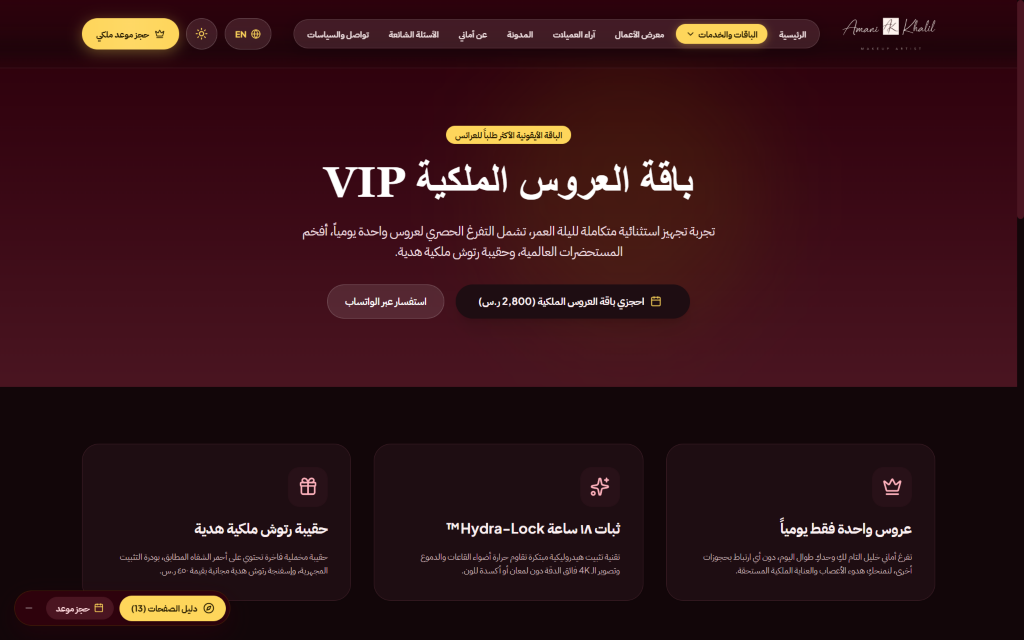 Amani AK Khalil
MAKEUP ARTIST
الرئيسية
الباقات والخدمات
معرض الأعمال
آراء العميلات
المدونة
عن أماني
الأسئلة الشائعة
تواصل والسياسات
EN
حجز موعد ملكي
الباقة الأيقونية الأكثر طلباً للعرائس
باقة العروس الملكية VIP
تجربة تجهيز استثنائية متكاملة لليلة العمر، تشمل التفرغ الحصري لعروس واحدة يومياً، أفخم
المستحضرات العالمية، وحقيبة رتوش ملكية هدية.
احجزي باقة العروس الملكية (2,800 ر.س)
استفسار عبر الواتساب
عروس واحدة فقط يومياً
تفرغ أماني خليل التام لكِ وحدكِ طوال اليوم، دون أي ارتباط بحجوزات
أخرى، لنمنحكِ هدوء الأعصاب والعناية الملكية المستحقة.
ثبات ١٨ ساعة Hydra-Lock™
تقنية تثبيت هيدروليكية مبتكرة تقاوم حرارة أضواء القاعات والدموع
وتصوير الـ 4K فائق الدقة دون لمعان أو أكسدة للون.
حقيبة رتوش ملكية هدية
حقيبة مخملية فاخرة تحتوي على أحمر الشفاه المطابق، بودرة التثبيت
المجهرية، وإسفنجة رتوش هدية مجانية بقيمة ٤٥٠ ر.س.
دليل الصفحات (13)
حجز موعد